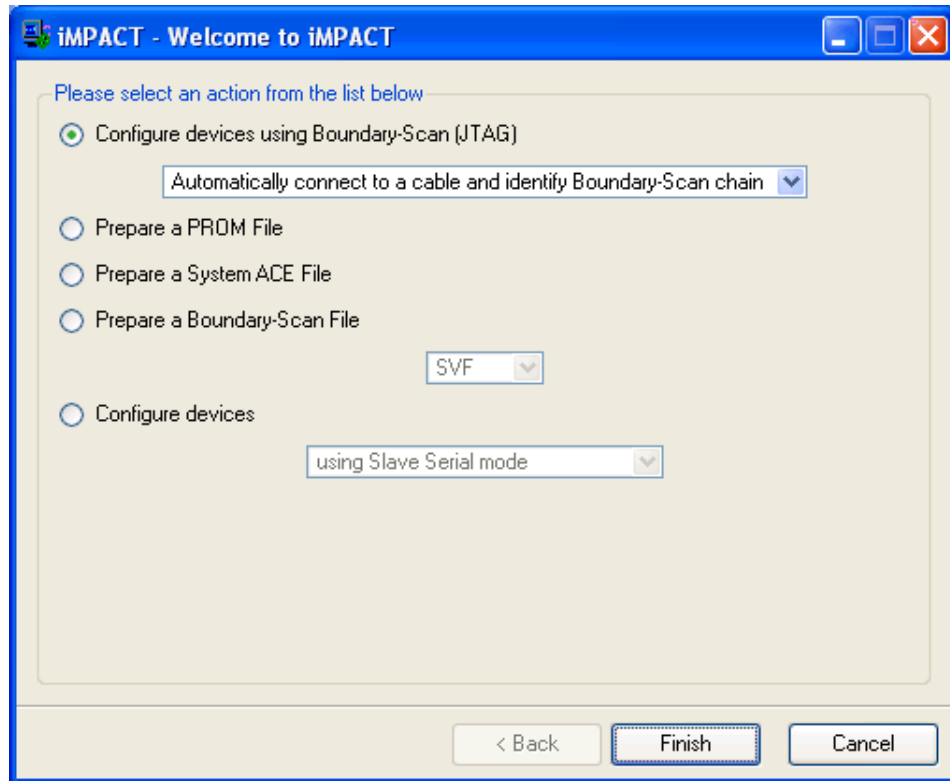 iMPACT - Welcome to iMPACT
Please select an action from the list below
Configure devices using Boundary-Scan (JTAG)
Automatically connect to a cable and identify Boundary-Scan chain
Prepare a PROM File
Prepare a System ACE File
Prepare a Boundary-Scan File
SVF
Configure devices
using Slave Serial mode
< Back Finish Cancel